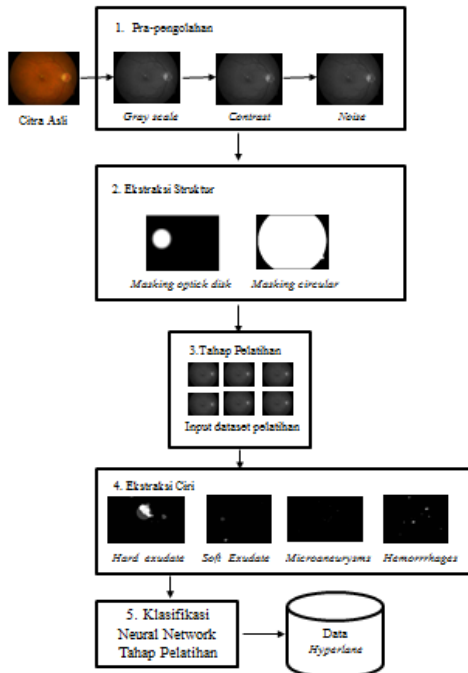 1. Pra-pengolahan
Citra Asli
Gray scale
Contrast
Noise
2. Ekstraksi Struktur
Masking optick disk
Masking circular
3.Tahap Pelatihan
Input dataset pelatihan
4. Ekstraksi Ciri
Hard exudate
Soft Exudate
Microaneurysms
Hemorrrhages
5. Klasifikasi
Neural Network
Tahap Pelatihan
Data
Hyperlane